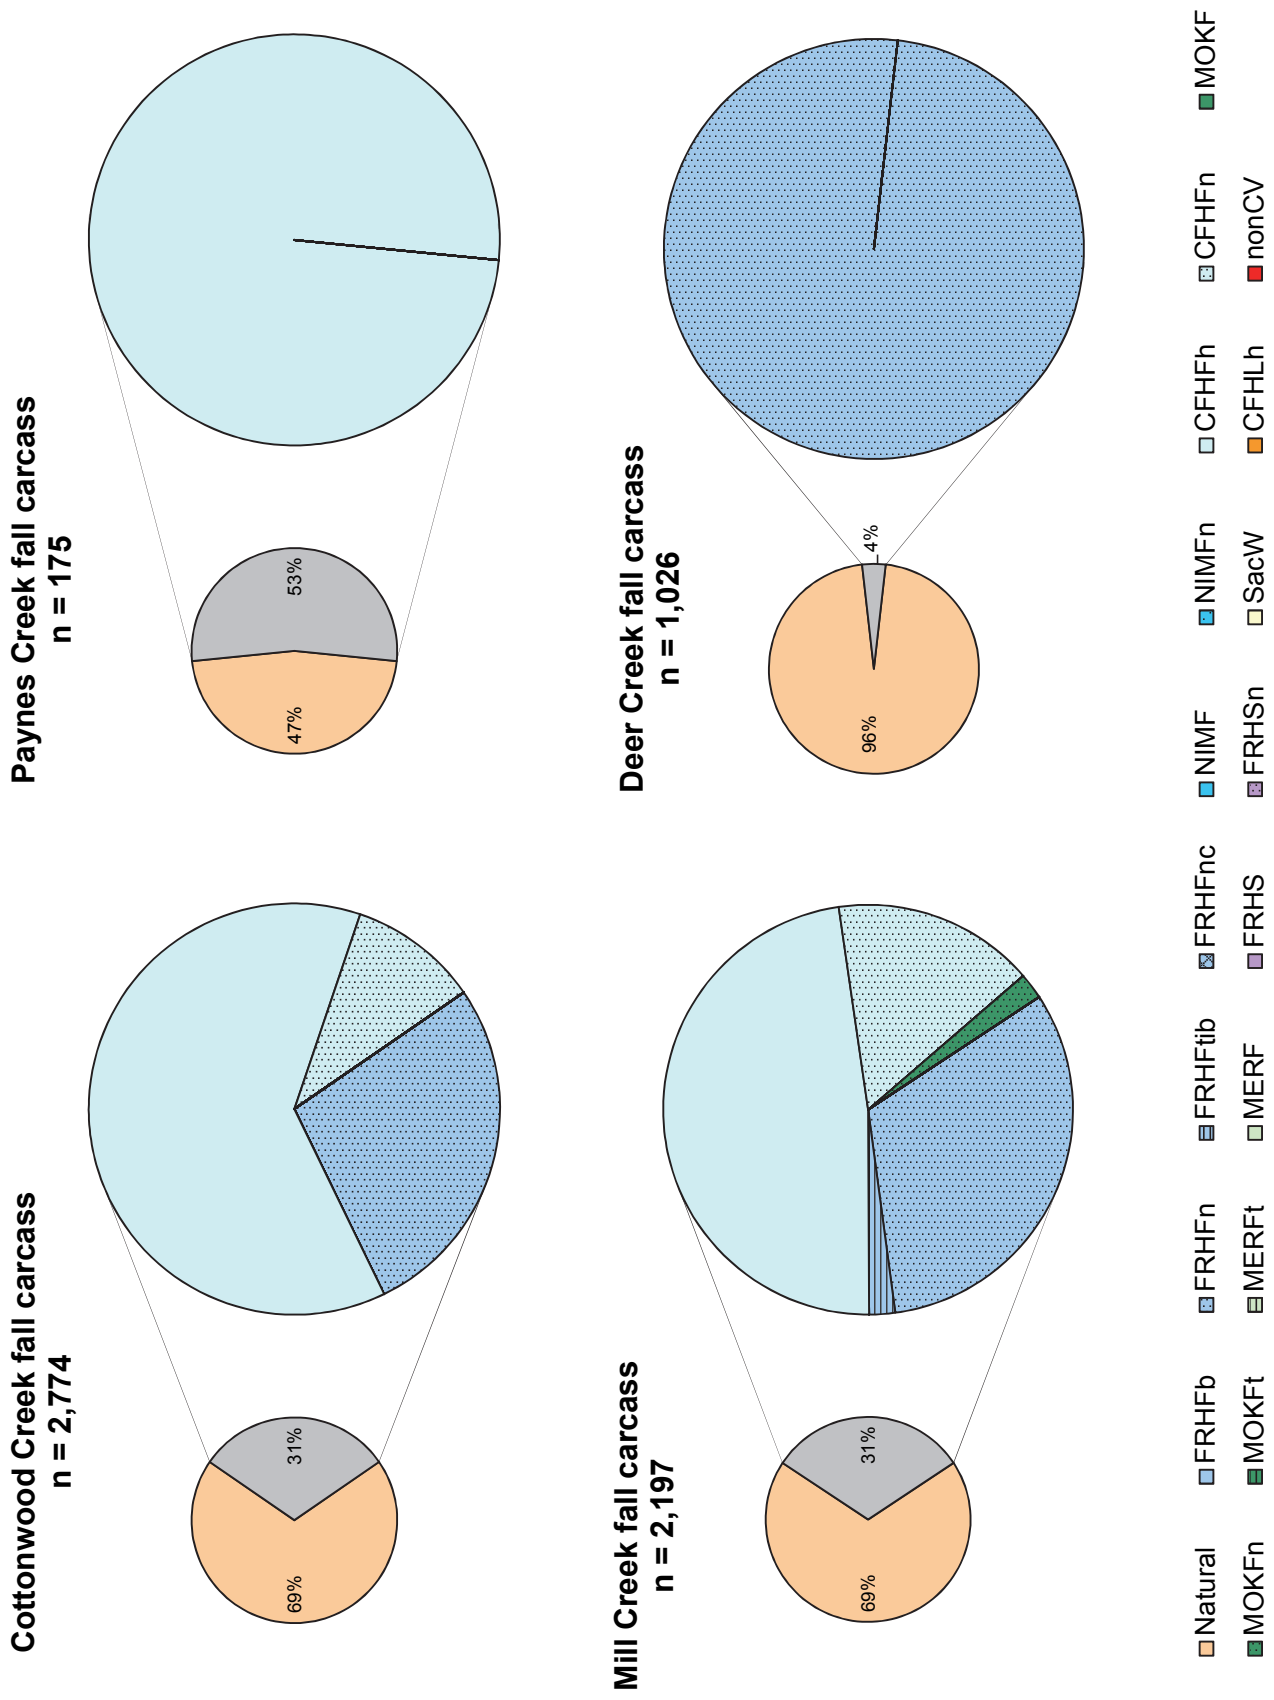 Cottonwood Creek fall carcass
n = 2,774
69%
31%
Paynes Creek fall carcass
n = 175
47%
53%
Mill Creek fall carcass
n = 2,197
69%
31%
Deer Creek fall carcass
n = 1,026
96%
4%
Natural FRHFb FRHFn FRHFtib FRHFnc NIMF NIMFn CFHFh CFHFn MOKF
MOKFn MOKFt MERFt MERF FRHS FRHSn SacW CFHLh nonCV